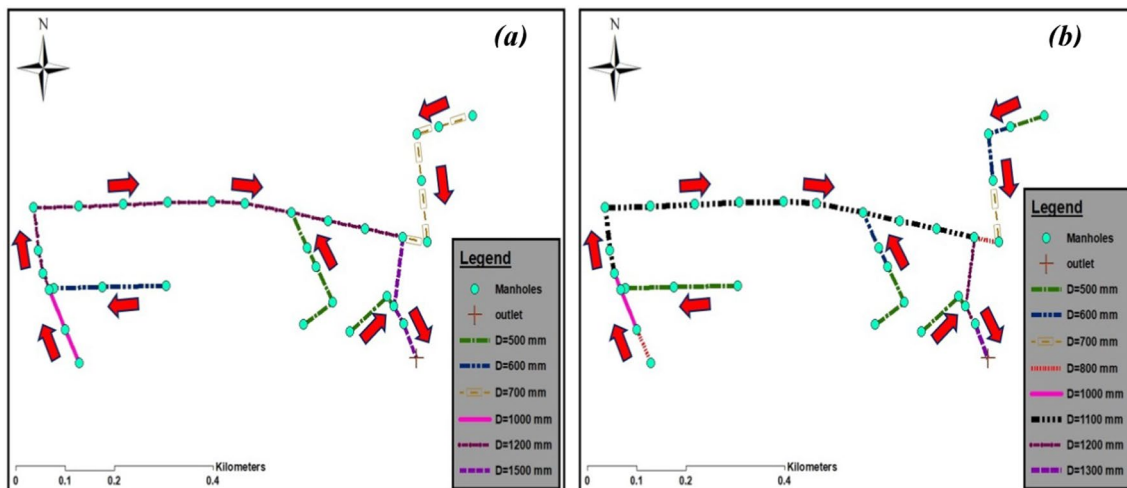 N
(a)
Legend
Manholes
outlet
D=500 mm
D=600 mm
D=700 mm
D=1000 mm
D=1200 mm
D=1500 mm
Kilometers
0 0.1 0.2 0.4
N
(b)
Legend
Manholes
outlet
D=500 mm
D=600 mm
D=700 mm
D=800 mm
D=1000 mm
D=1100 mm
D=1200 mm
D=1300 mm
Kilometers
0 0.1 0.2 0.4